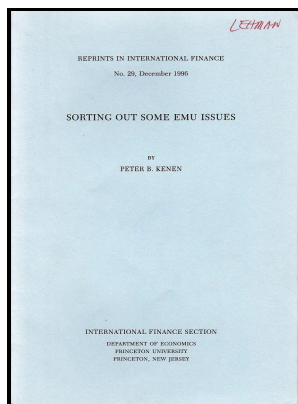 LEHMAN
REPRINTS IN INTERNATIONAL FINANCE
No. 29, December 1996
SORTING OUT SOME EMU ISSUES
BY
PETER B. KENEN
INTERNATIONAL FINANCE SECTION
DEPARTMENT OF ECONOMICS
PRINCETON UNIVERSITY
PRINCETON, NEW JERSEY